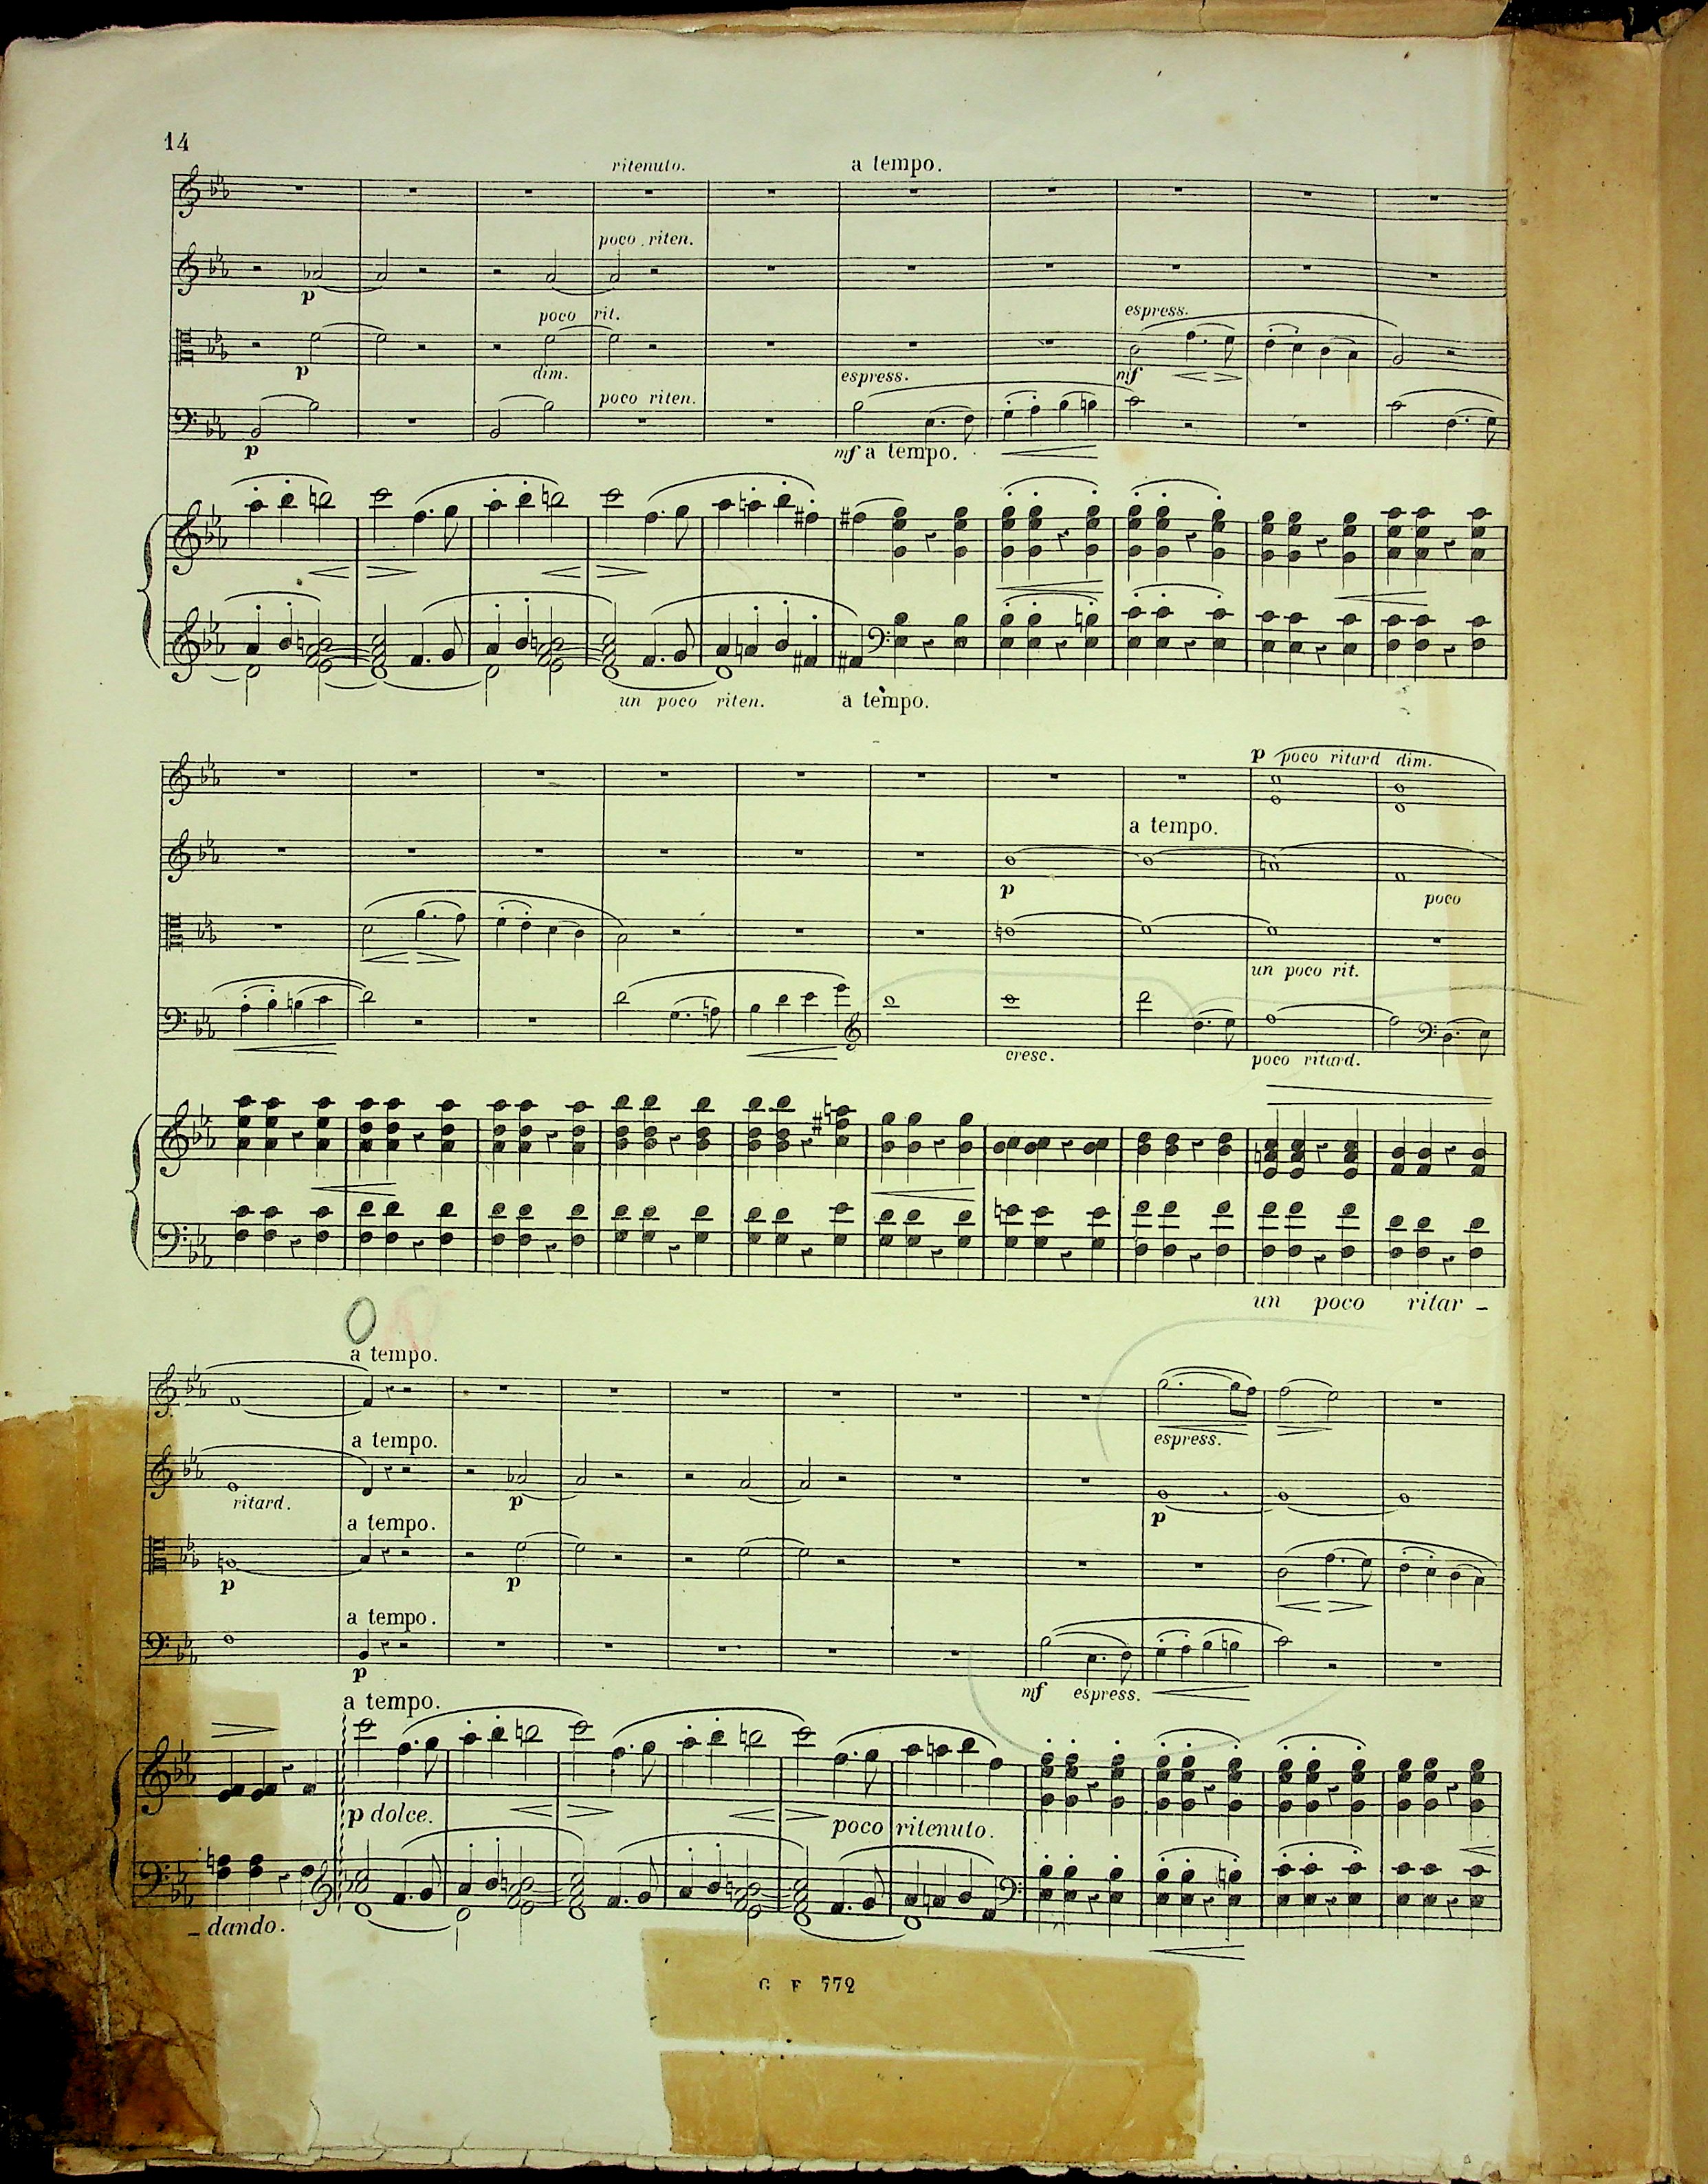 14
ritenuto. a tempo.
poco riten.
p
poco rit. espress.
p dim. espress. mf
poco riten.
p mf a tempo.
un poco riten. a tempo.
p poco ritard dim.
a tempo.
p poco
un poco rit.
cresc. poco ritard.
un poco ritar -
O
a tempo.
espress.
a tempo.
ritard. p p
a tempo.
p p
a tempo.
p mf espress.
a tempo.
p dolce. poco ritenuto.
- dando.
G F 772